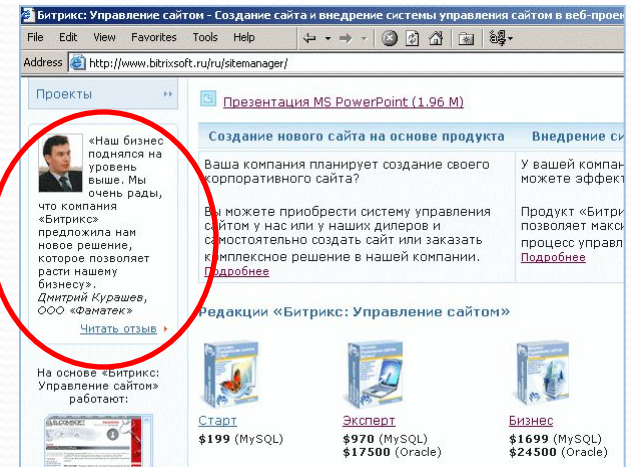 Битрикс: Управление сайтом - Создание сайта и внедрение системы управления сайтом в веб-проек
File Edit View Favorites Tools Help
Address http://www.bitrixsoft.ru/ru/sitemanager/
Проекты
«Наш бизнес
поднялся на
уровень
выше. Мы
очень рады,
что компания
«Битрикс»
предложила нам
новое решение,
которое позволяет
расти нашему
бизнесу».
Дмитрий Курашев,
ООО «Фаматек»
Читать отзыв
На основе «Битрикс:
Управление сайтом»
работают:
Презентация MS PowerPoint (1.96 M)
Создание нового сайта на основе продукта
Ваша компания планирует создание своего
корпоративного сайта?
Вы можете приобрести систему управления
сайтом у нас или у наших дилеров и
самостоятельно создать сайт или заказать
комплексное решение в нашей компании.
Подробнее
Внедрение си
У вашей компан
можете эффект
Продукт «Битри
позволяет макси
процесс управл
Подробнее
Редакции «Битрикс: Управление сайтом»
Старт
$199 (MySQL)
Эксперт
$970 (MySQL)
$17500 (Oracle)
Бизнес
$1699 (MySQL)
$24500 (Oracle)